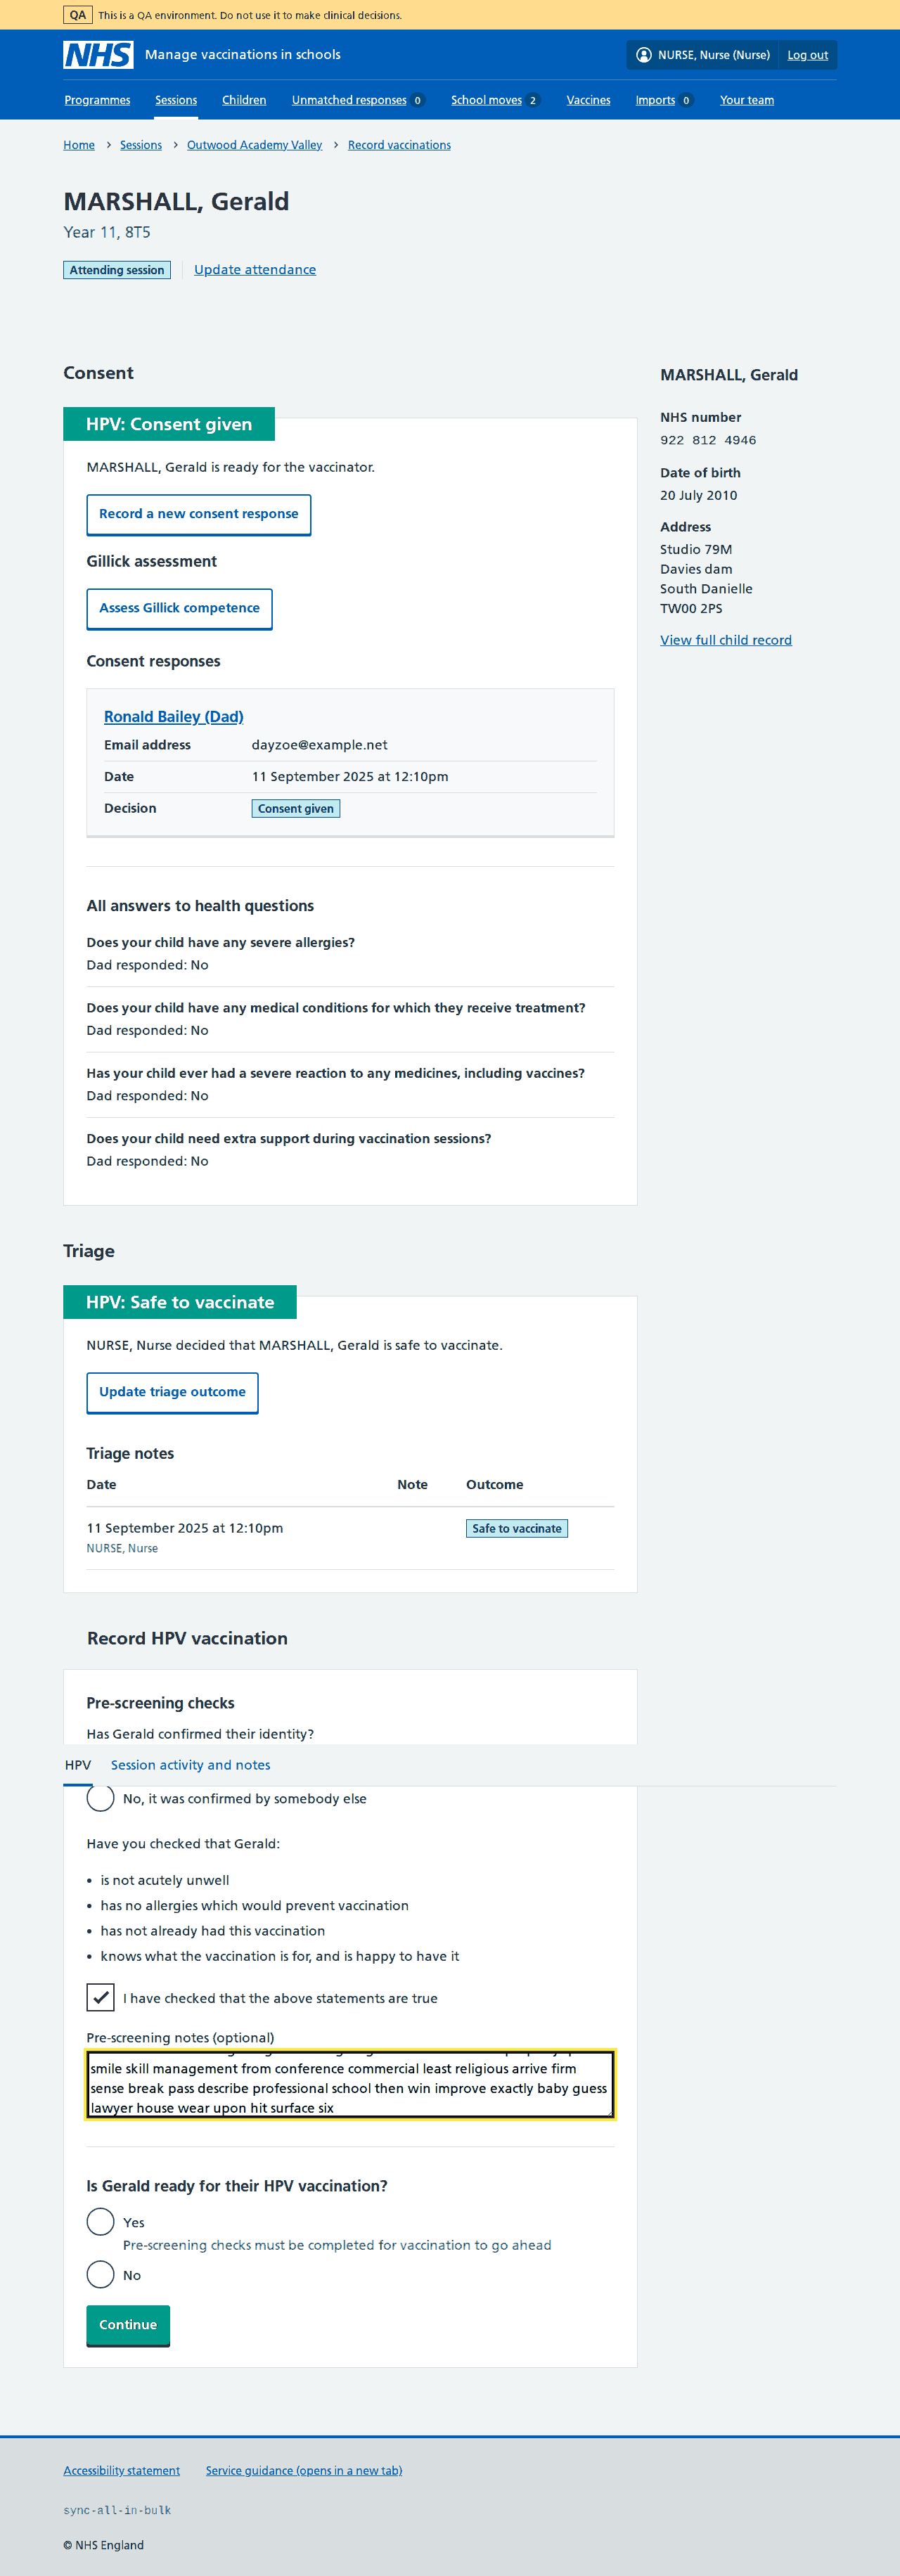 QA This is a QA environment. Do not use it to make clinical decisions.
NHS Manage vaccinations in schools NURSE, Nurse (Nurse) Log out
Programmes Sessions Children Unmatched responses 0 School moves 2 Vaccines Imports 0 Your team
Home > Sessions > Outwood Academy Valley > Record vaccinations
MARSHALL, Gerald
Year 11, 8T5
Attending session Update attendance
Consent
HPV: Consent given
MARSHALL, Gerald is ready for the vaccinator.
Record a new consent response
Gillick assessment
Assess Gillick competence
Consent responses
Ronald Bailey (Dad)
Email address dayzoe@example.net
Date 11 September 2025 at 12:10pm
Decision Consent given
All answers to health questions
Does your child have any severe allergies?
Dad responded: No
Does your child have any medical conditions for which they receive treatment?
Dad responded: No
Has your child ever had a severe reaction to any medicines, including vaccines?
Dad responded: No
Does your child need extra support during vaccination sessions?
Dad responded: No
MARSHALL, Gerald
NHS number
922 812 4946
Date of birth
20 July 2010
Address
Studio 79M
Davies dam
South Danielle
TW00 2PS
View full child record
Triage
HPV: Safe to vaccinate
NURSE, Nurse decided that MARSHALL, Gerald is safe to vaccinate.
Update triage outcome
Triage notes
Date Note Outcome
11 September 2025 at 12:10pm Safe to vaccinate
NURSE, Nurse
Record HPV vaccination
Pre-screening checks
Has Gerald confirmed their identity?
HPV Session activity and notes
No, it was confirmed by somebody else
Have you checked that Gerald:
• is not acutely unwell
• has no allergies which would prevent vaccination
• has not already had this vaccination
• knows what the vaccination is for, and is happy to have it
I have checked that the above statements are true
Pre-screening notes (optional)
smile skill management from conference commercial least religious arrive firm
sense break pass describe professional school then win improve exactly baby guess
lawyer house wear upon hit surface six
Is Gerald ready for their HPV vaccination?
Yes
Pre-screening checks must be completed for vaccination to go ahead
No
Continue
Accessibility statement Service guidance (opens in a new tab)
sync-all-in-bulk
© NHS England